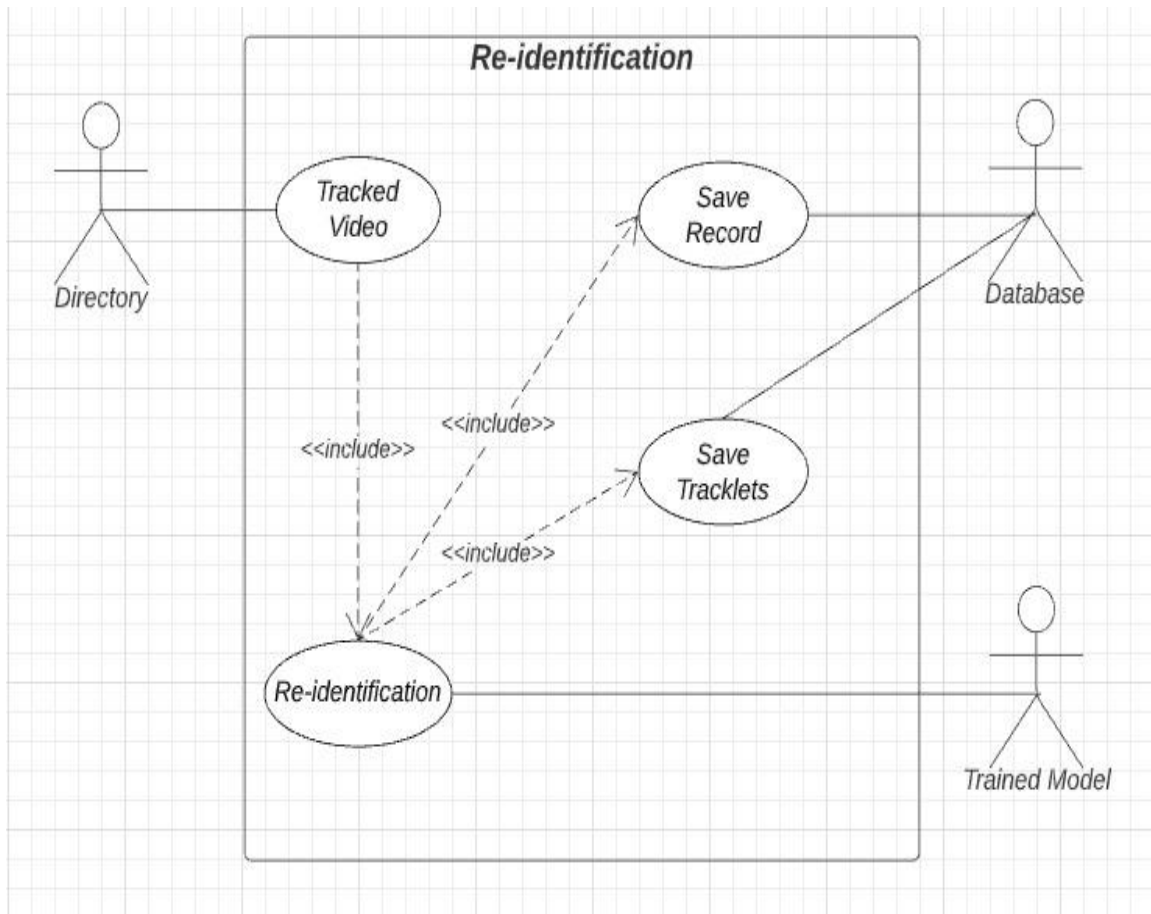 Re-identification
Tracked
Video
Save
Record
Directory
Database
<<include>>
<<include>>
Save
Tracklets
<<include>>
Re-identification
Trained Model